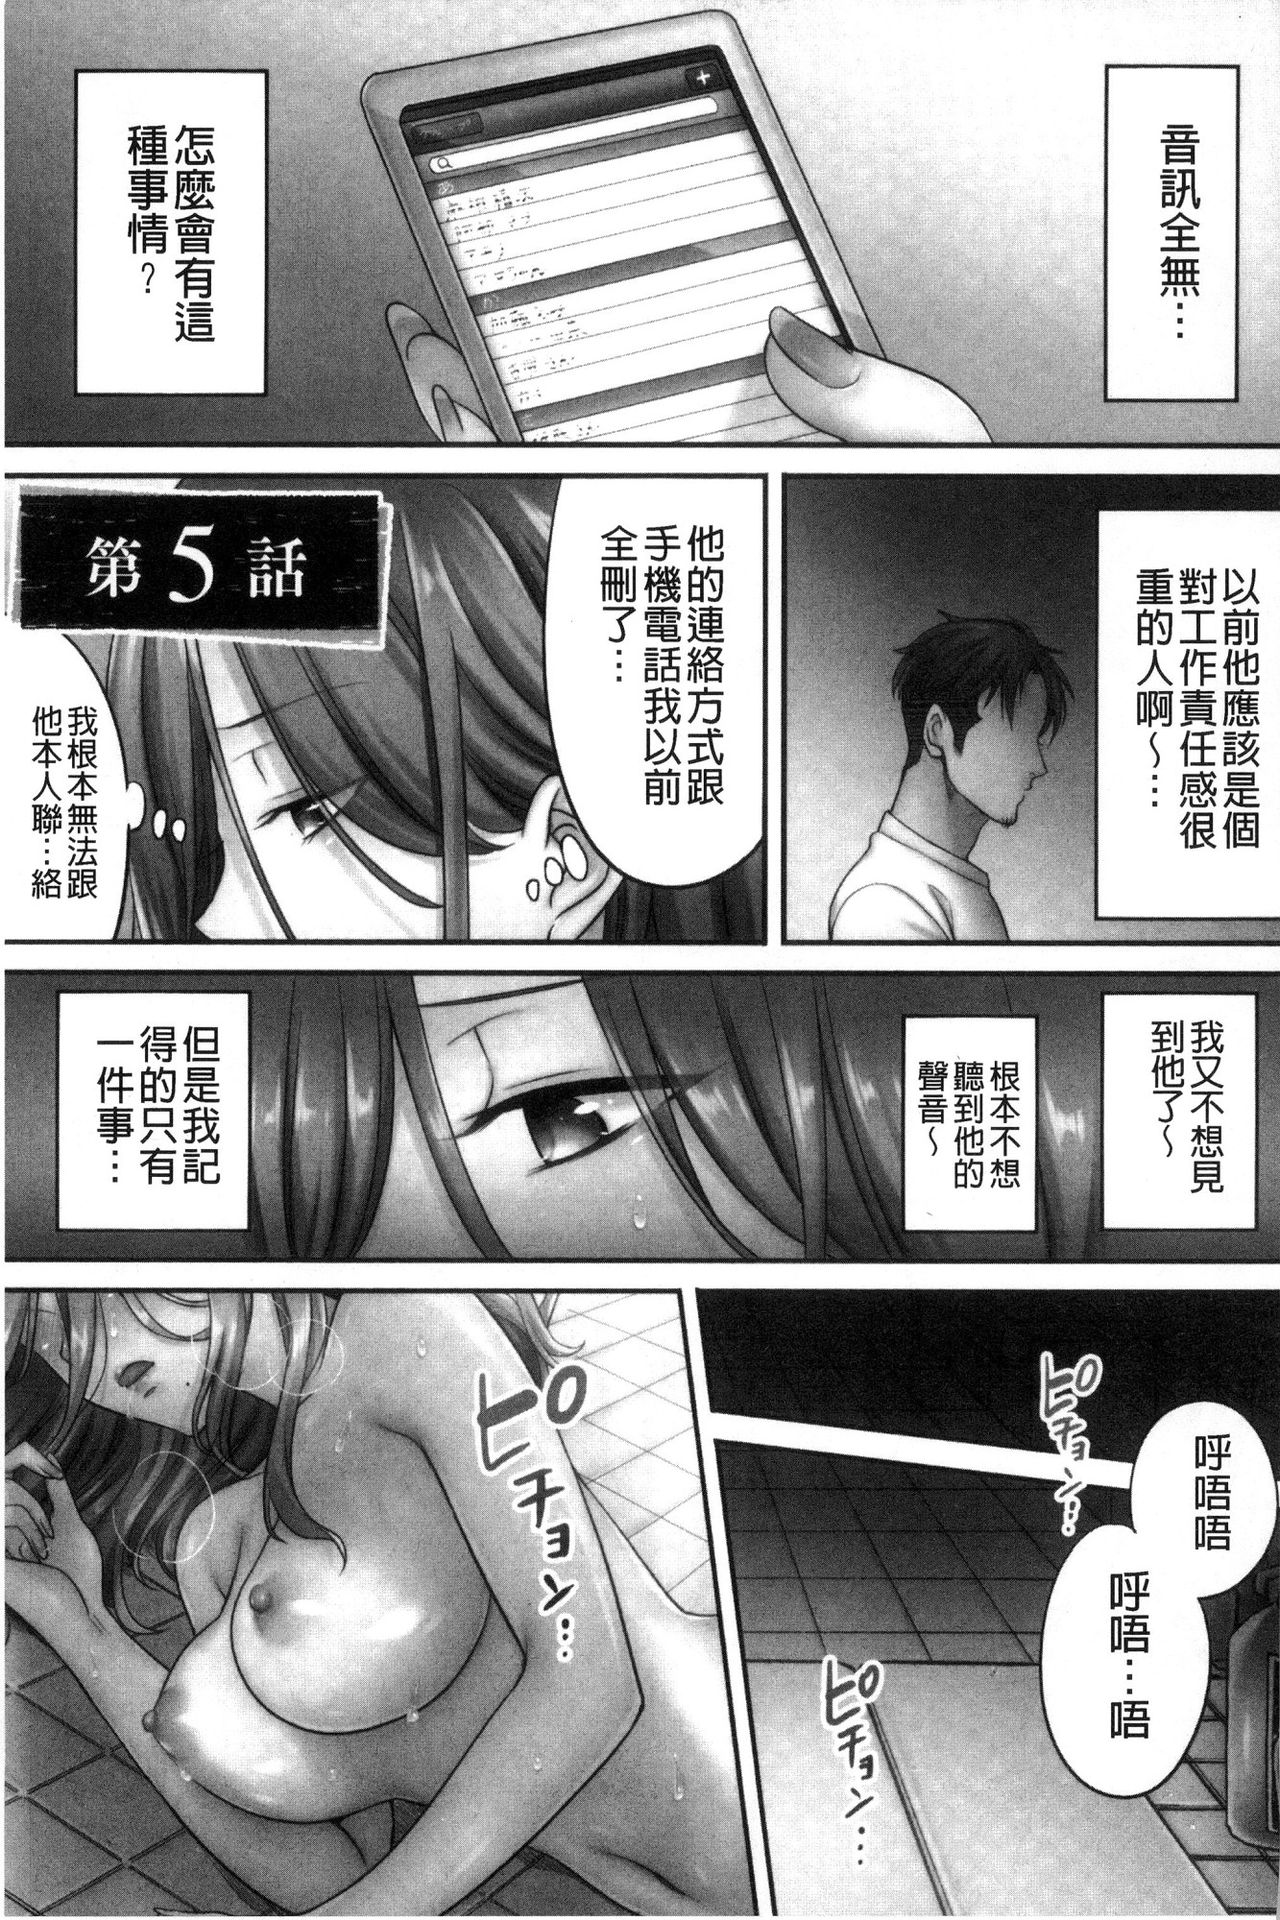 音訊全無…
怎麼會有這
種事情？
以前他應該是個
對工作責任感很
重的人啊～…
他的連絡方式跟
手機電話我以前
全刪了…
第5話
我根本無法跟
他本人聯…絡
我又不想見
到他了～
根本不想
聽到他的
聲音～
但是我記
得的只有
一件事…
呼唔唔
呼唔…唔
ピチョン…
ピチョン…
ピチョン…
あ
か